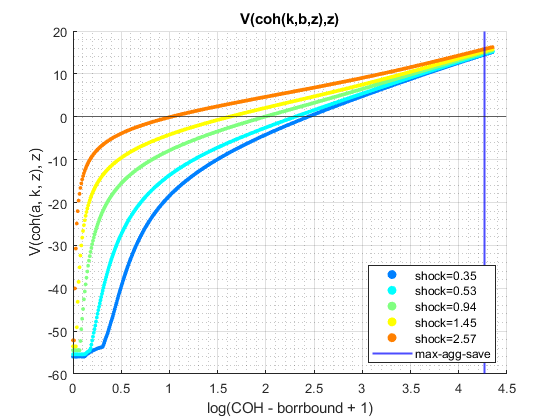 V(coh(k,b,z),z)
20
10
0
-10
-20
-30
-40
-50
-60
V(coh(a, k, z), z)
shock=0.35
shock=0.53
shock=0.94
shock=1.45
shock=2.57
max-agg-save
0 0.5 1 1.5 2 2.5 3 3.5 4 4.5
log(COH - borrbound + 1)